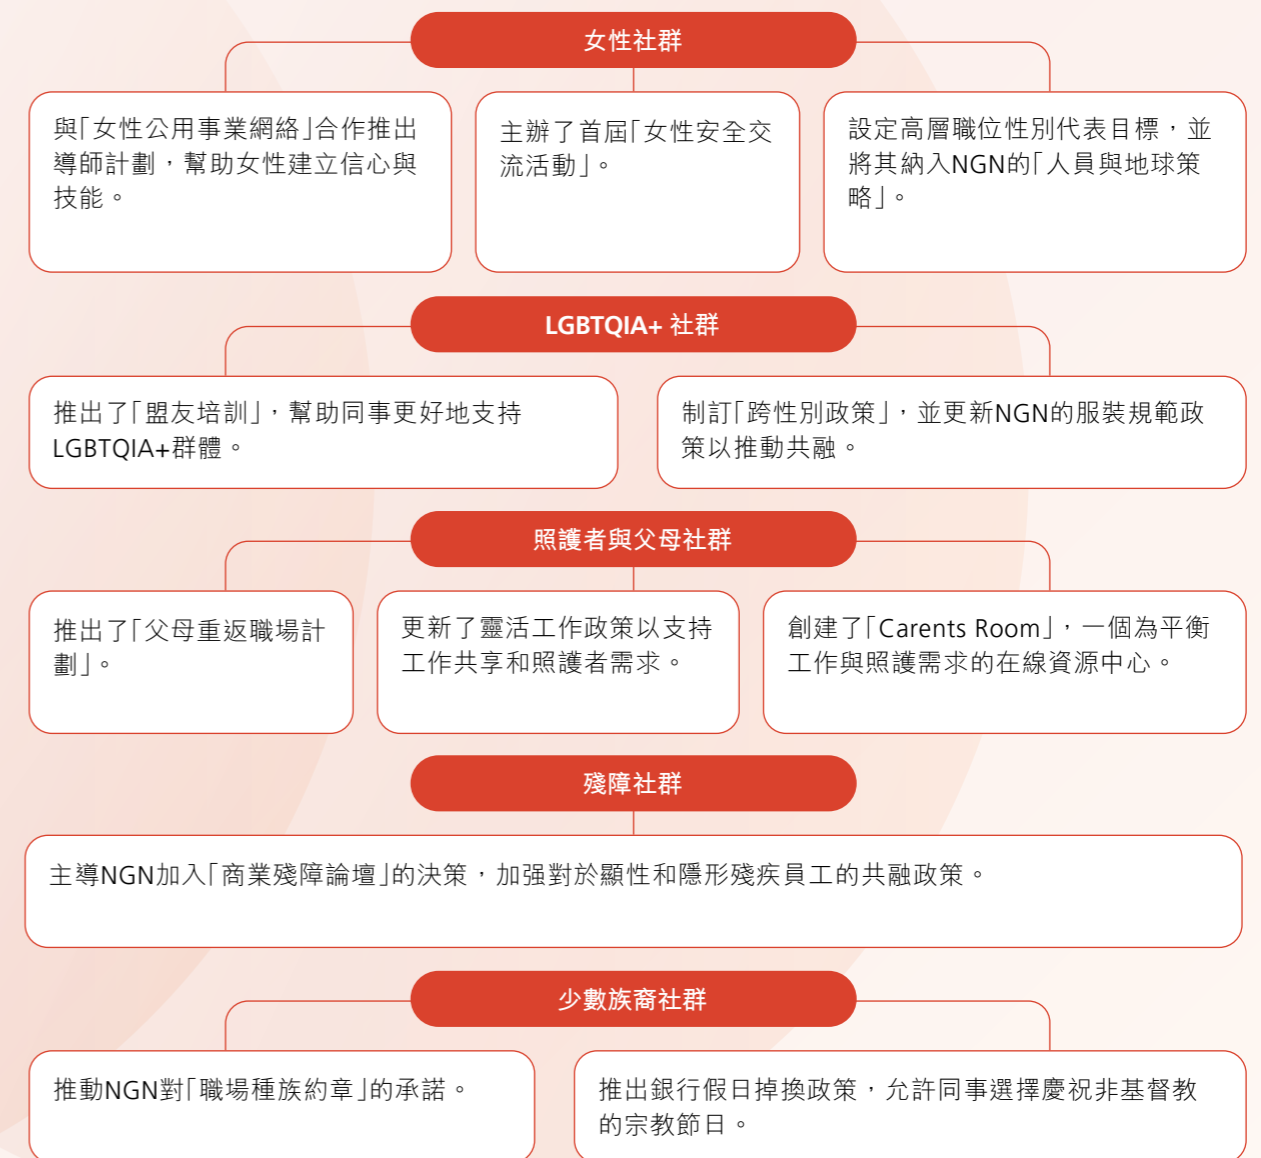 女性社群
與「女性公用事業網絡」合作推出
導師計劃，幫助女性建立信心與
技能。
主辦了首屆「女性安全交
流活動」。
設定高層職位性別代表目標，並
將其納入NGN的「人員與地球策
略」。
LGBTQIA+ 社群
推出了「盟友培訓」，幫助同事更好地支持
LGBTQIA+群體。
制訂「跨性別政策」，並更新NGN的服裝規範政
策以推動共融。
照護者與父母社群
推出了「父母重返職場計
劃」。
更新了靈活工作政策以支持
工作共享和照護者需求。
創建了「Carents Room」，一個為平衡
工作與照護需求的在線資源中心。
殘障社群
主導NGN加入「商業殘障論壇」的決策，加强對於顯性和隱形殘疾員工的共融政策。
少數族裔社群
推動NGN對「職場種族約章」的承諾。
推出銀行假日掉換政策，允許同事選擇慶祝非基督教
的宗教節日。